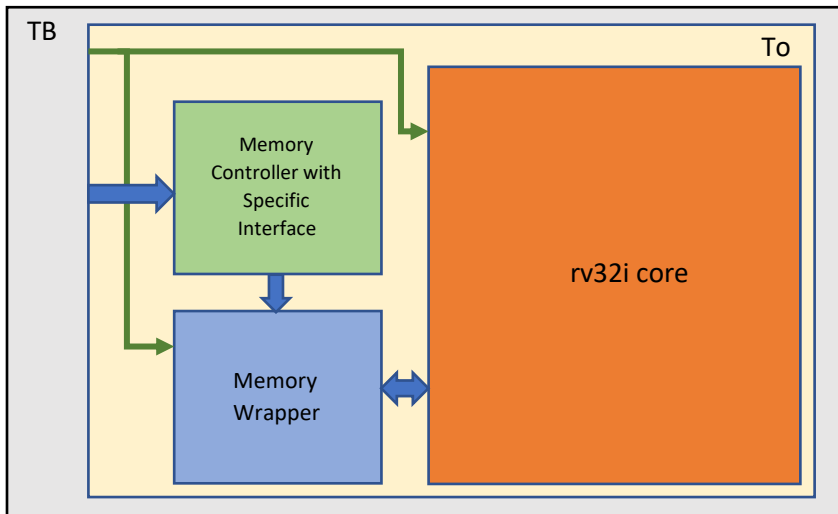 TB
To
Memory
Controller with
Specific
Interface
rv32i core
Memory
Wrapper